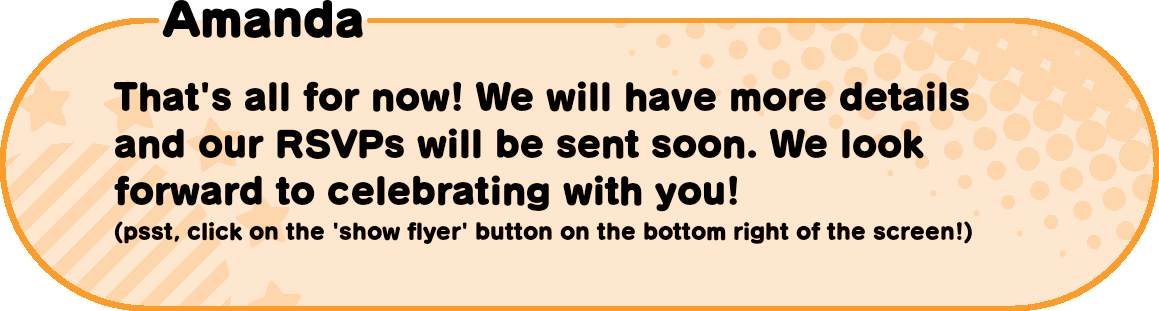 Amanda
That's all for now! We will have more details
and our RSVPs will be sent soon. We look
forward to celebrating with you!
(psst, click on the 'show flyer' button on the bottom right of the screen!)